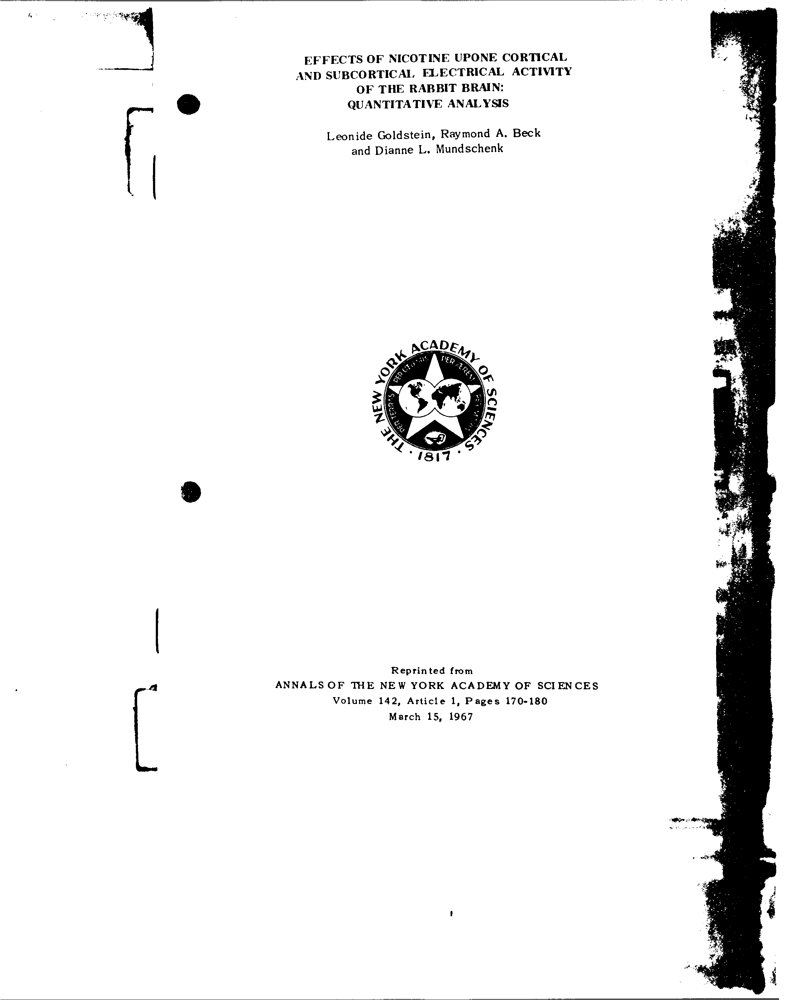 EFFECTS OF NICOTINE UPONE CORTICAL
AND SUBCORTICAL ELECTRICAL ACTIVITY
OF THE RABBIT BRAIN:
QUANTITATIVE ANALYSIS
Leonide Goldstein, Raymond A. Beck
and Dianne L. Mundschenk
THE NEW YORK ACADEMY OF SCIENCES
· 1817 ·
Reprinted from
ANNALS OF THE NEW YORK ACADEMY OF SCIENCES
Volume 142, Article 1, Pages 170-180
March 15, 1967